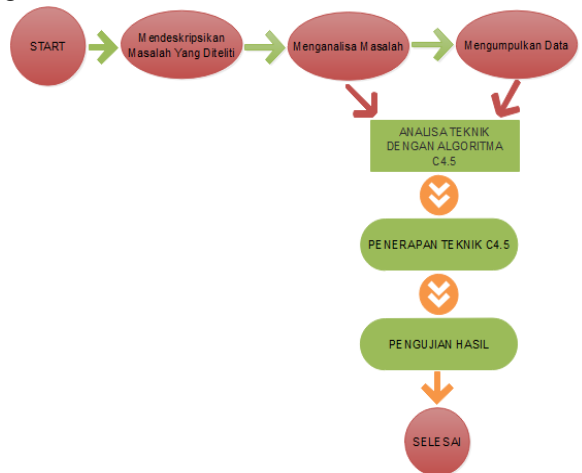 START
Mendeskripsikan
Masalah Yang Diteliti
Menganalisa Masalah
Mengumpulkan Data
ANALISA TEKNIK
DENGAN ALGORITMA
C4.5
PENERAPAN TEKNIK C4.5
PENGUJIAN HASIL
SELESAI